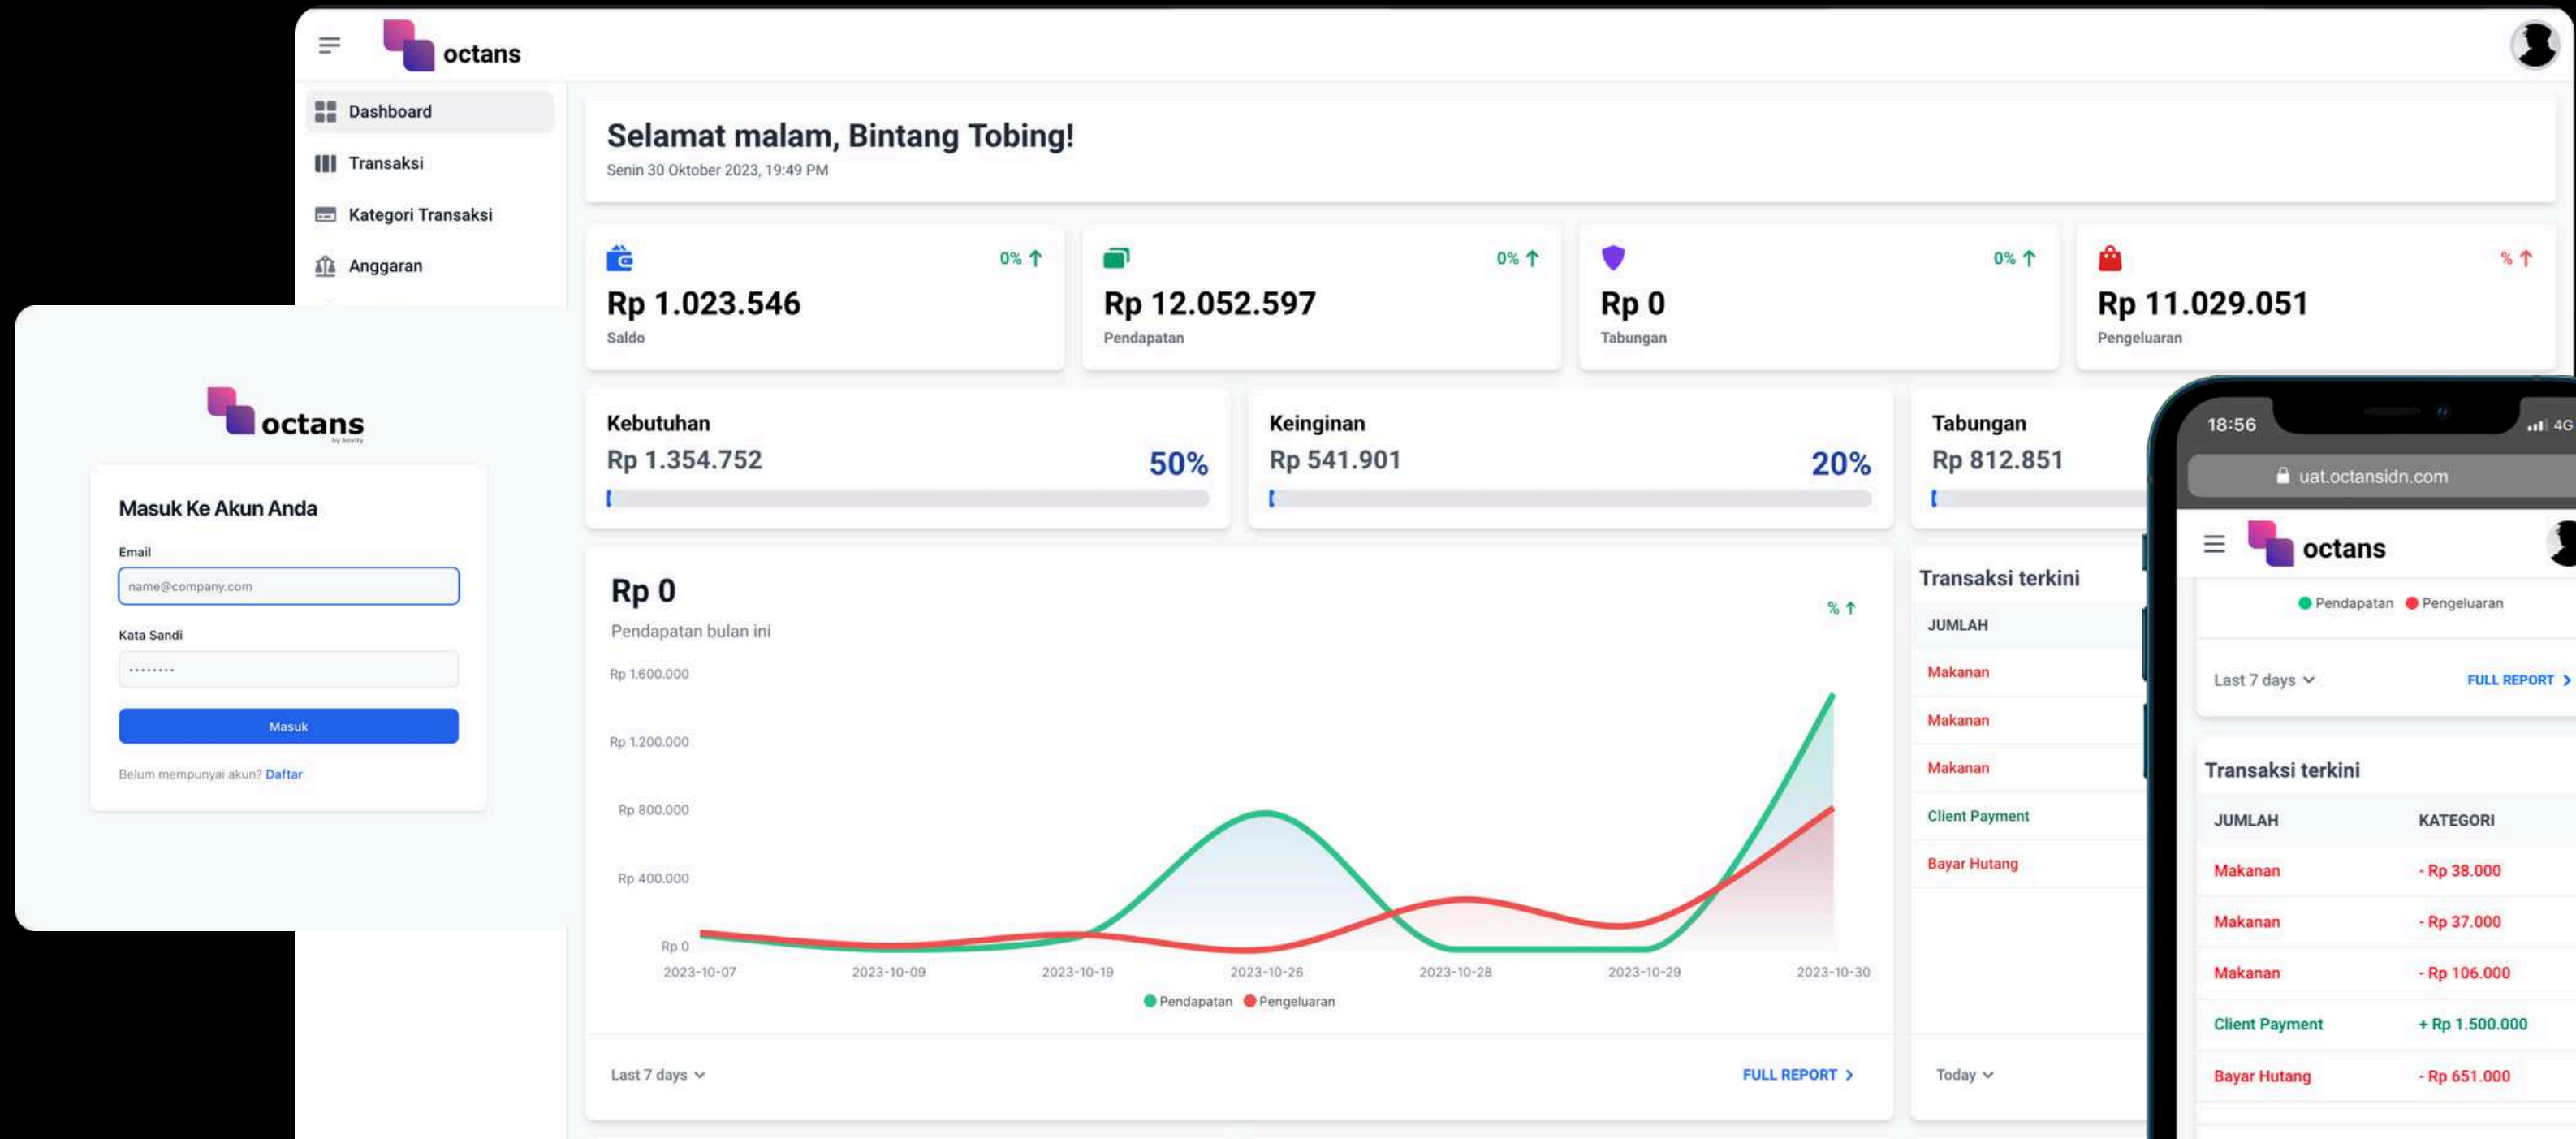 octans
Dashboard
Transaksi
Kategori Transaksi
Anggaran
Selamat malam, Bintang Tobing!
Senin 30 Oktober 2023, 19:49 PM
0% ↑
Rp 1.023.546
Saldo
0% ↑
Rp 12.052.597
Pendapatan
0% ↑
Rp 0
Tabungan
% ↑
Rp 11.029.051
Pengeluaran
Kebutuhan
Rp 1.354.752
50%
Keinginan
Rp 541.901
20%
Tabungan
Rp 812.851
Rp 0
Pendapatan bulan ini
% ↑
Rp 1.600.000
Rp 1.200.000
Rp 800.000
Rp 400.000
Rp 0
2023-10-07 2023-10-09 2023-10-19 2023-10-26 2023-10-28 2023-10-29 2023-10-30
Pendapatan Pengeluaran
Last 7 days
FULL REPORT >
Transaksi terkini
JUMLAH
Makanan
Makanan
Makanan
Client Payment
Bayar Hutang
Today
octans
by boxity
Masuk Ke Akun Anda
Email
name@company.com
Kata Sandi
........
Masuk
Belum mempunyai akun? Daftar
18:56
4G
uat.octansidn.com
octans
Pendapatan Pengeluaran
Last 7 days
FULL REPORT >
Transaksi terkini
JUMLAH KATEGORI
Makanan - Rp 38.000
Makanan - Rp 37.000
Makanan - Rp 106.000
Client Payment + Rp 1.500.000
Bayar Hutang - Rp 651.000